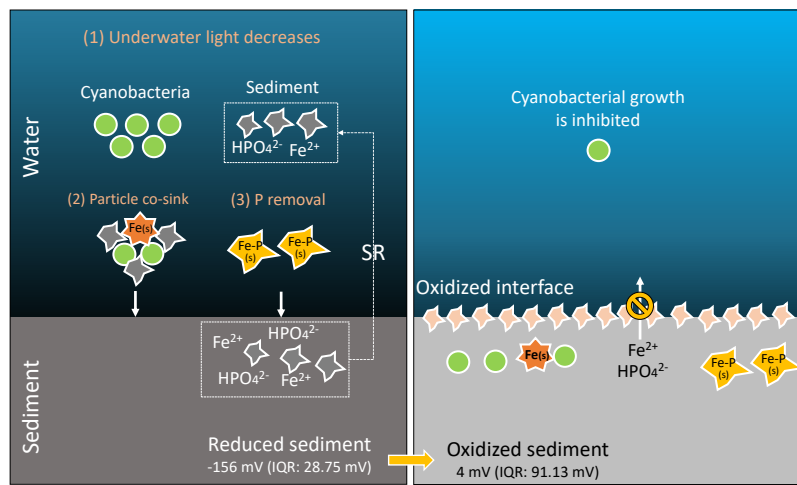 (1) Underwater light decreases
Cyanobacteria
Sediment
HPO₄²⁻
Fe²⁺
Water
(2) Particle co-sink
(3) P removal
Fe(s)
Fe-P
(s)
Fe-P
(s)
SR
Fe²⁺
HPO₄²⁻
HPO₄²⁻
Fe²⁺
Sediment
Reduced sediment
-156 mV (IQR: 28.75 mV)
Cyanobacterial growth
is inhibited
Oxidized interface
Fe(s)
Fe²⁺
HPO₄²⁻
Fe-P
(s)
Fe-P
(s)
Oxidized sediment
4 mV (IQR: 91.13 mV)